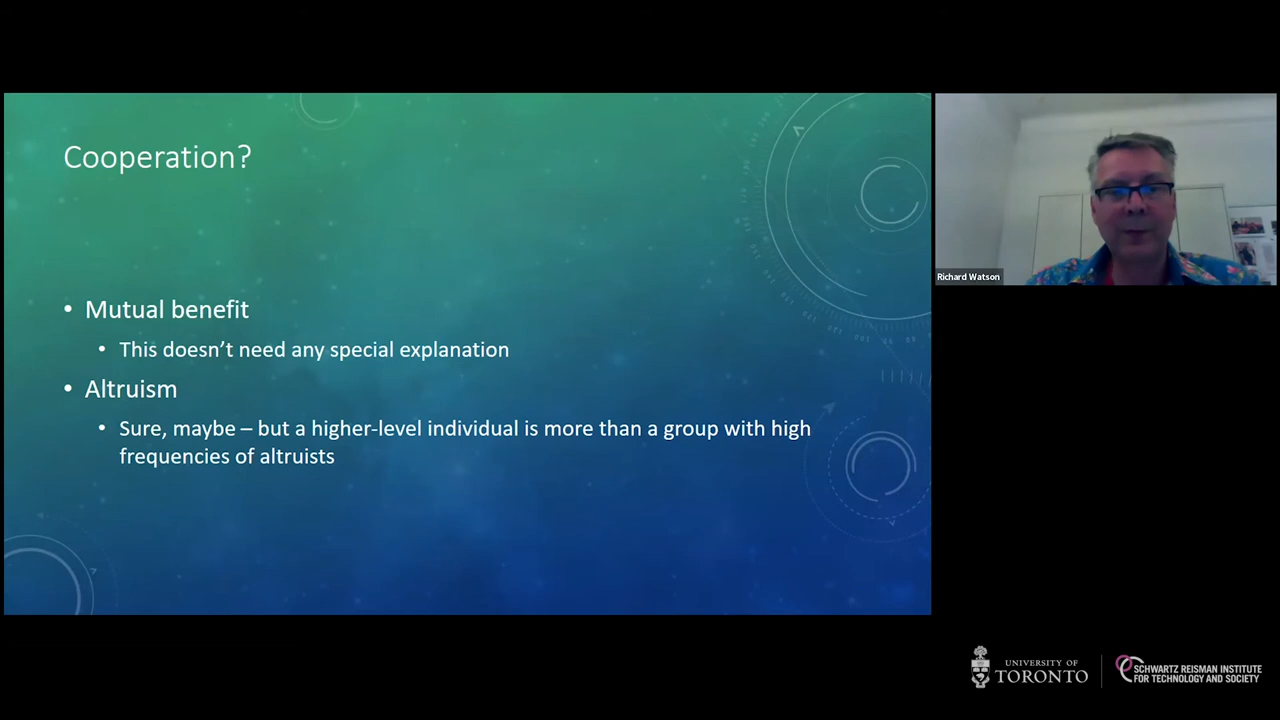 Cooperation?
• Mutual benefit
• This doesn't need any special explanation
• Altruism
• Sure, maybe – but a higher-level individual is more than a group with high
frequencies of altruists
Richard Watson
UNIVERSITY OF
TORONTO
SCHWARTZ REISMAN INSTITUTE
FOR TECHNOLOGY AND SOCIETY